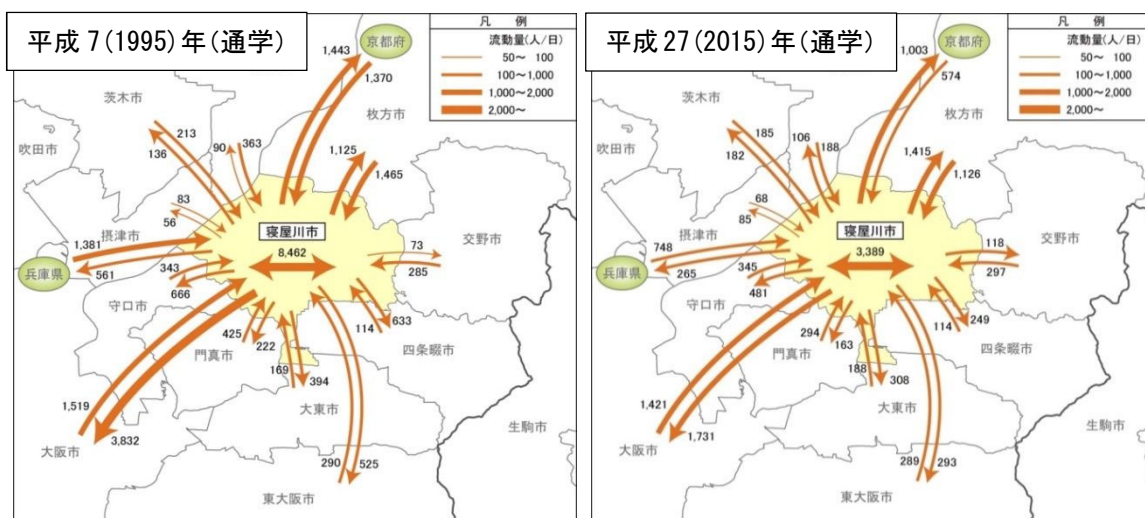 平成 7(1995)年(通学)
凡 例
流動量(人/日)
50～ 100
100～1,000
1,000～2,000
2,000～
京都府
1,443
1,370
枚方市
茨木市
213
136
90
363
吹田市
1,125
1,465
83
56
摂津市
寝屋川市
8,462
73
285
交野市
1,381
561
兵庫県
343
666
守口市
425
222
門真市
114
633
四条畷市
169
394
大東市
1,519
3,832
大阪市
290
525
東大阪市
生駒市
平成 27(2015)年(通学)
凡 例
流動量(人/日)
50～ 100
100～1,000
1,000～2,000
2,000～
京都府
1,003
574
枚方市
茨木市
185
182
106
188
吹田市
1,415
1,126
68
85
摂津市
寝屋川市
3,389
118
297
交野市
748
265
兵庫県
345
481
守口市
294
163
門真市
114
249
四条畷市
188
308
大東市
1,421
1,731
大阪市
289
293
東大阪市
生駒市